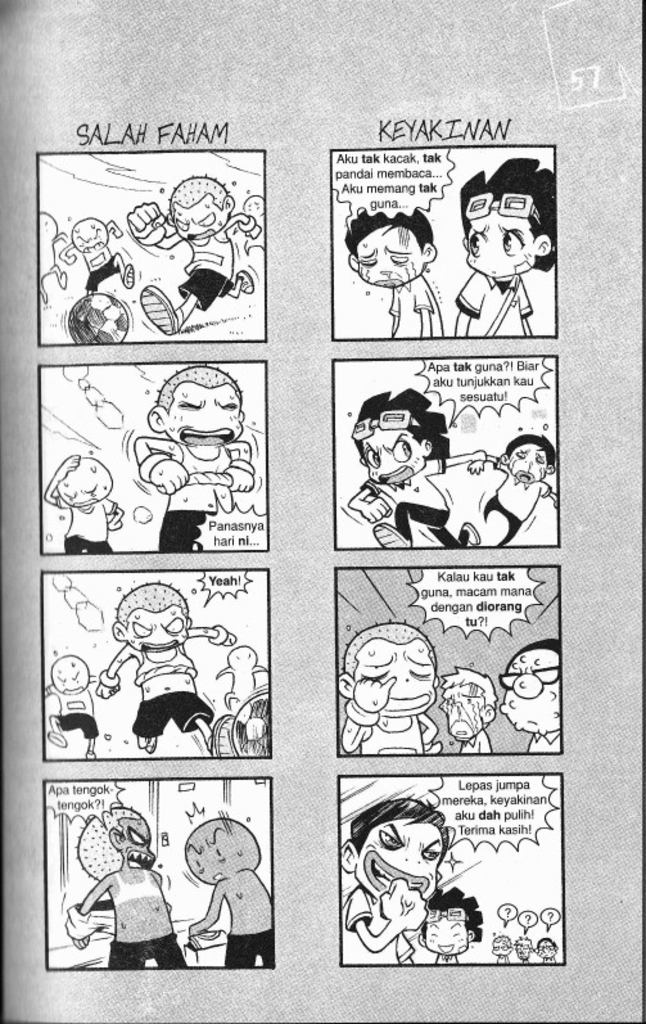 57
SALAH FAHAM
Panasnya
hari ni...
Yeah!
Apa tengok-
tengok?!
KEYAKINAN
Aku tak kacak, tak
pandai membaca...
Aku memang tak
guna...
Apa tak guna?! Biar
aku tunjukkan kau
sesuatu!
Kalau kau tak
guna, macam mana
dengan diorang
tu?!
Lepas jumpa
mereka, keyakinan
aku dah pulih!
Terima kasih!
?
?
?